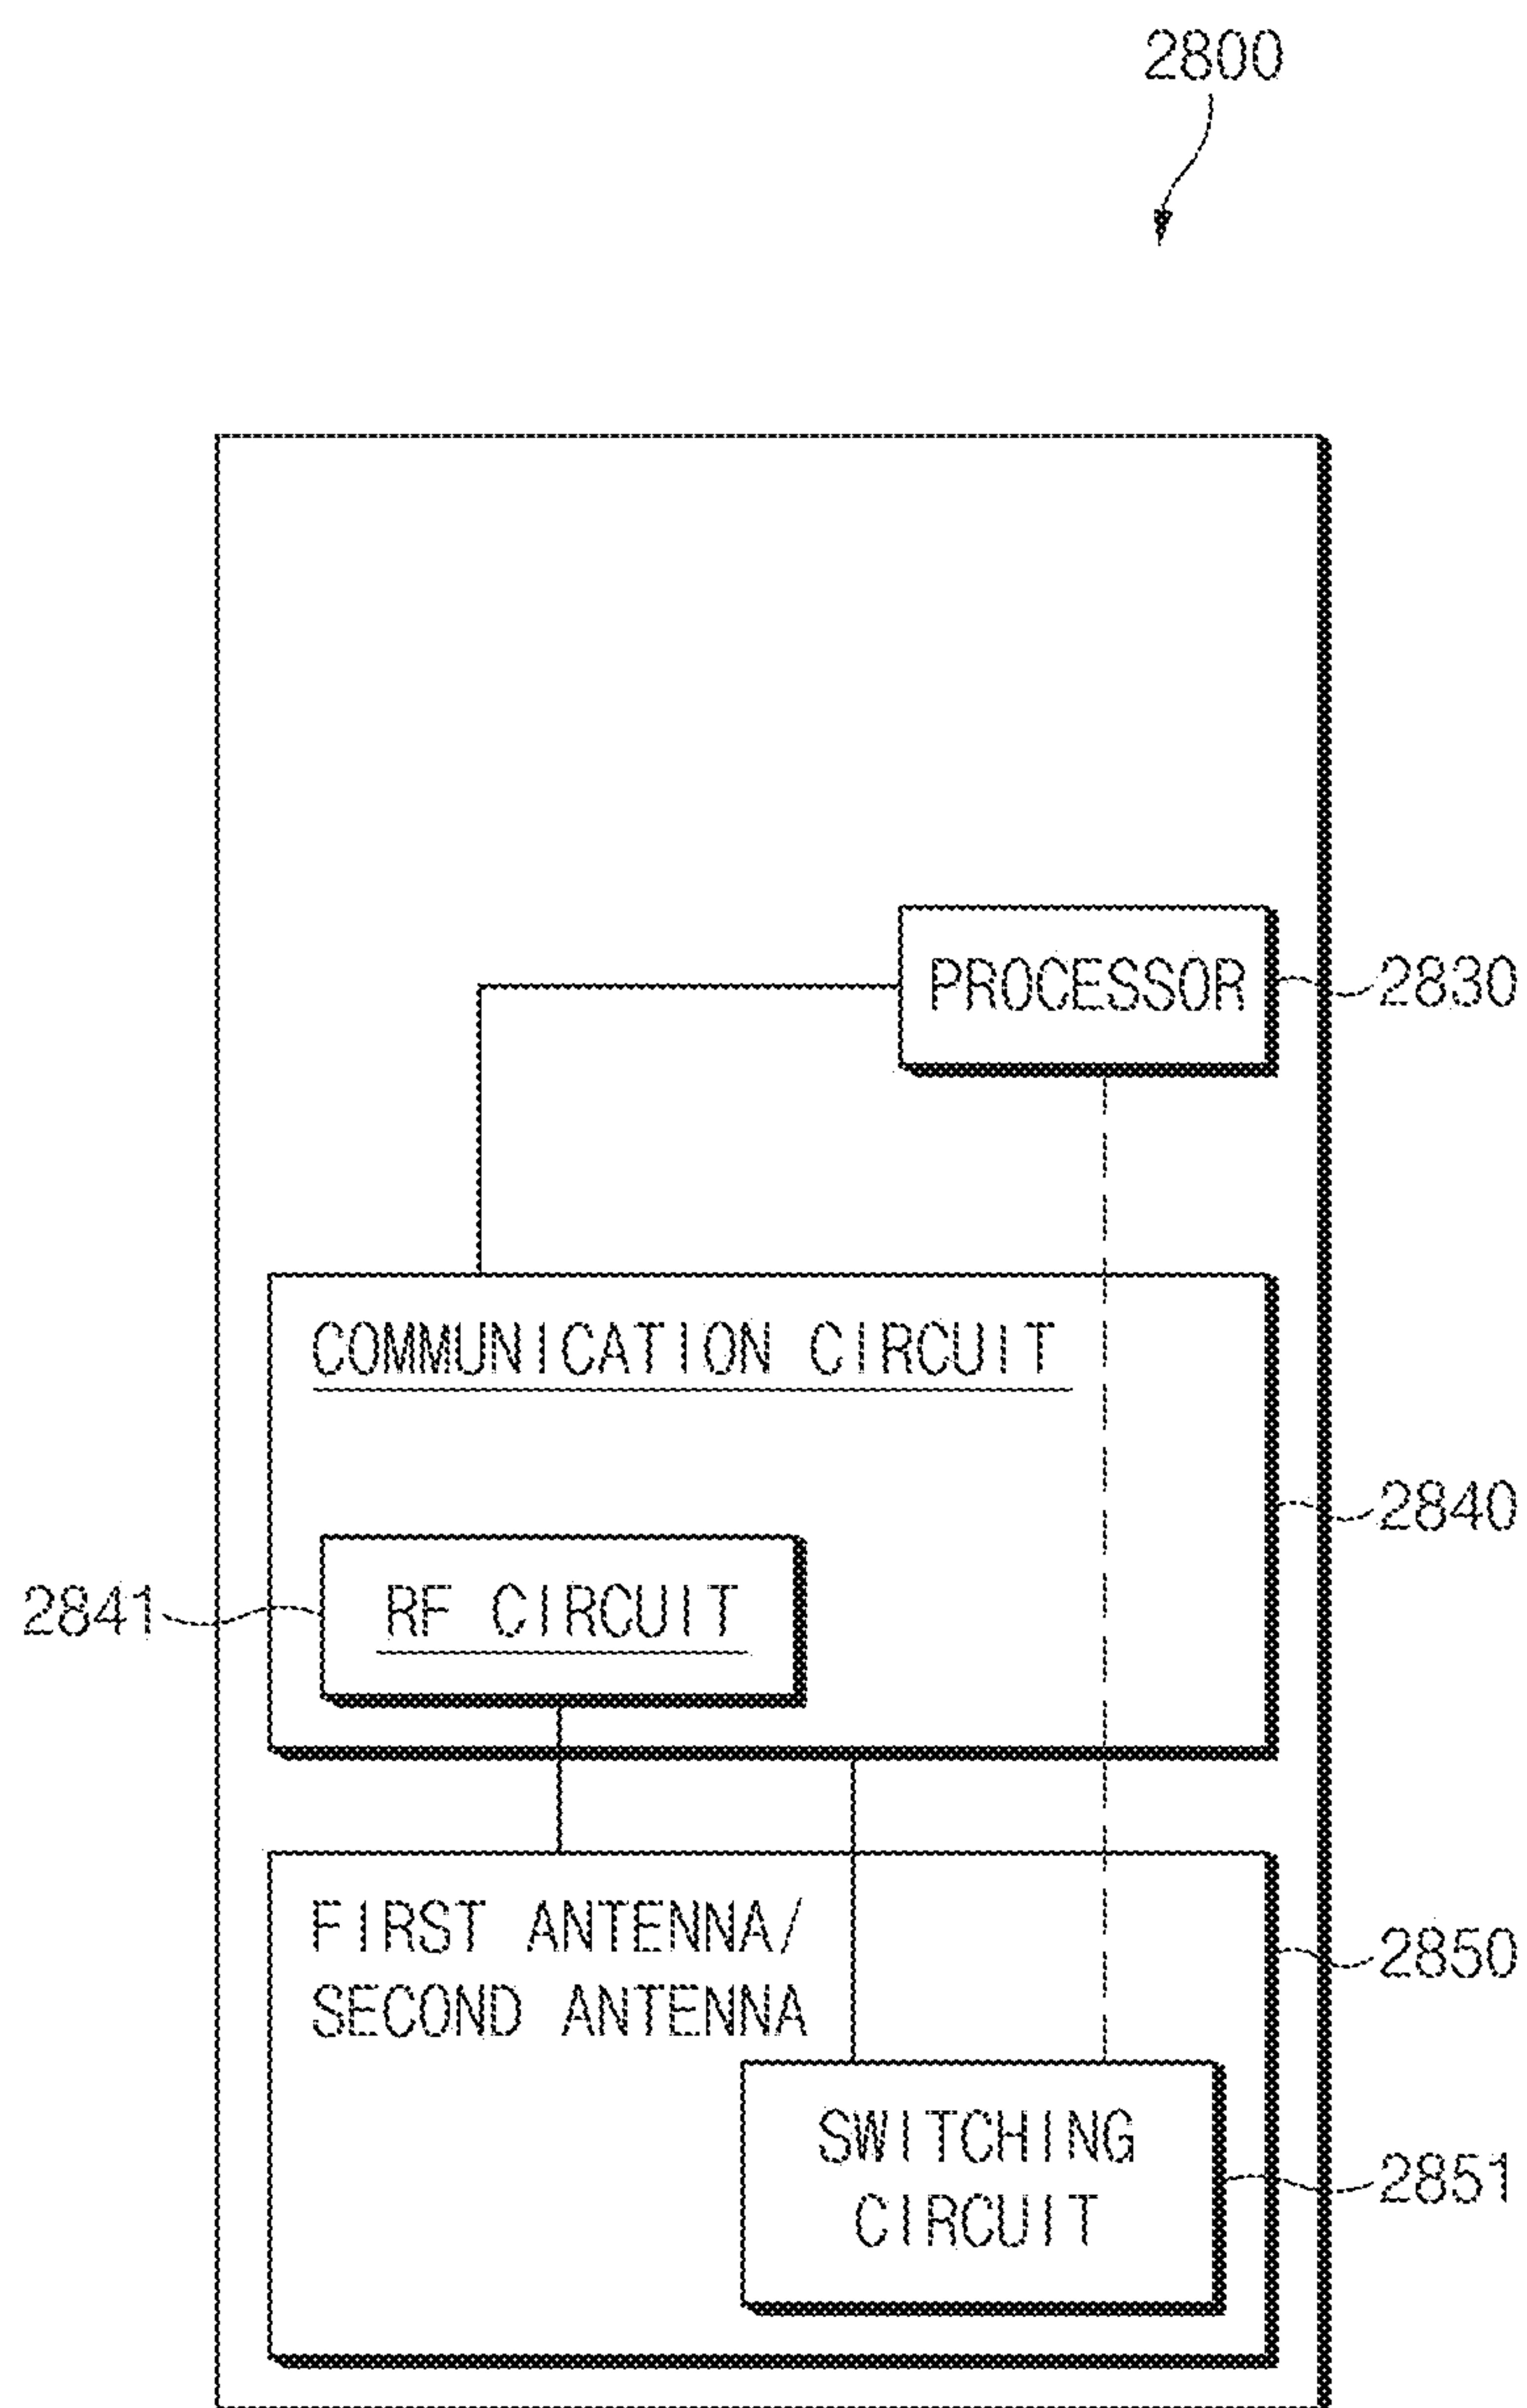 2800
PROCESSOR
2830
COMMUNICATION CIRCUIT
2840
2841
RF CIRCUIT
FIRST ANTENNA/
SECOND ANTENNA
2850
SWITCHING
CIRCUIT
2851